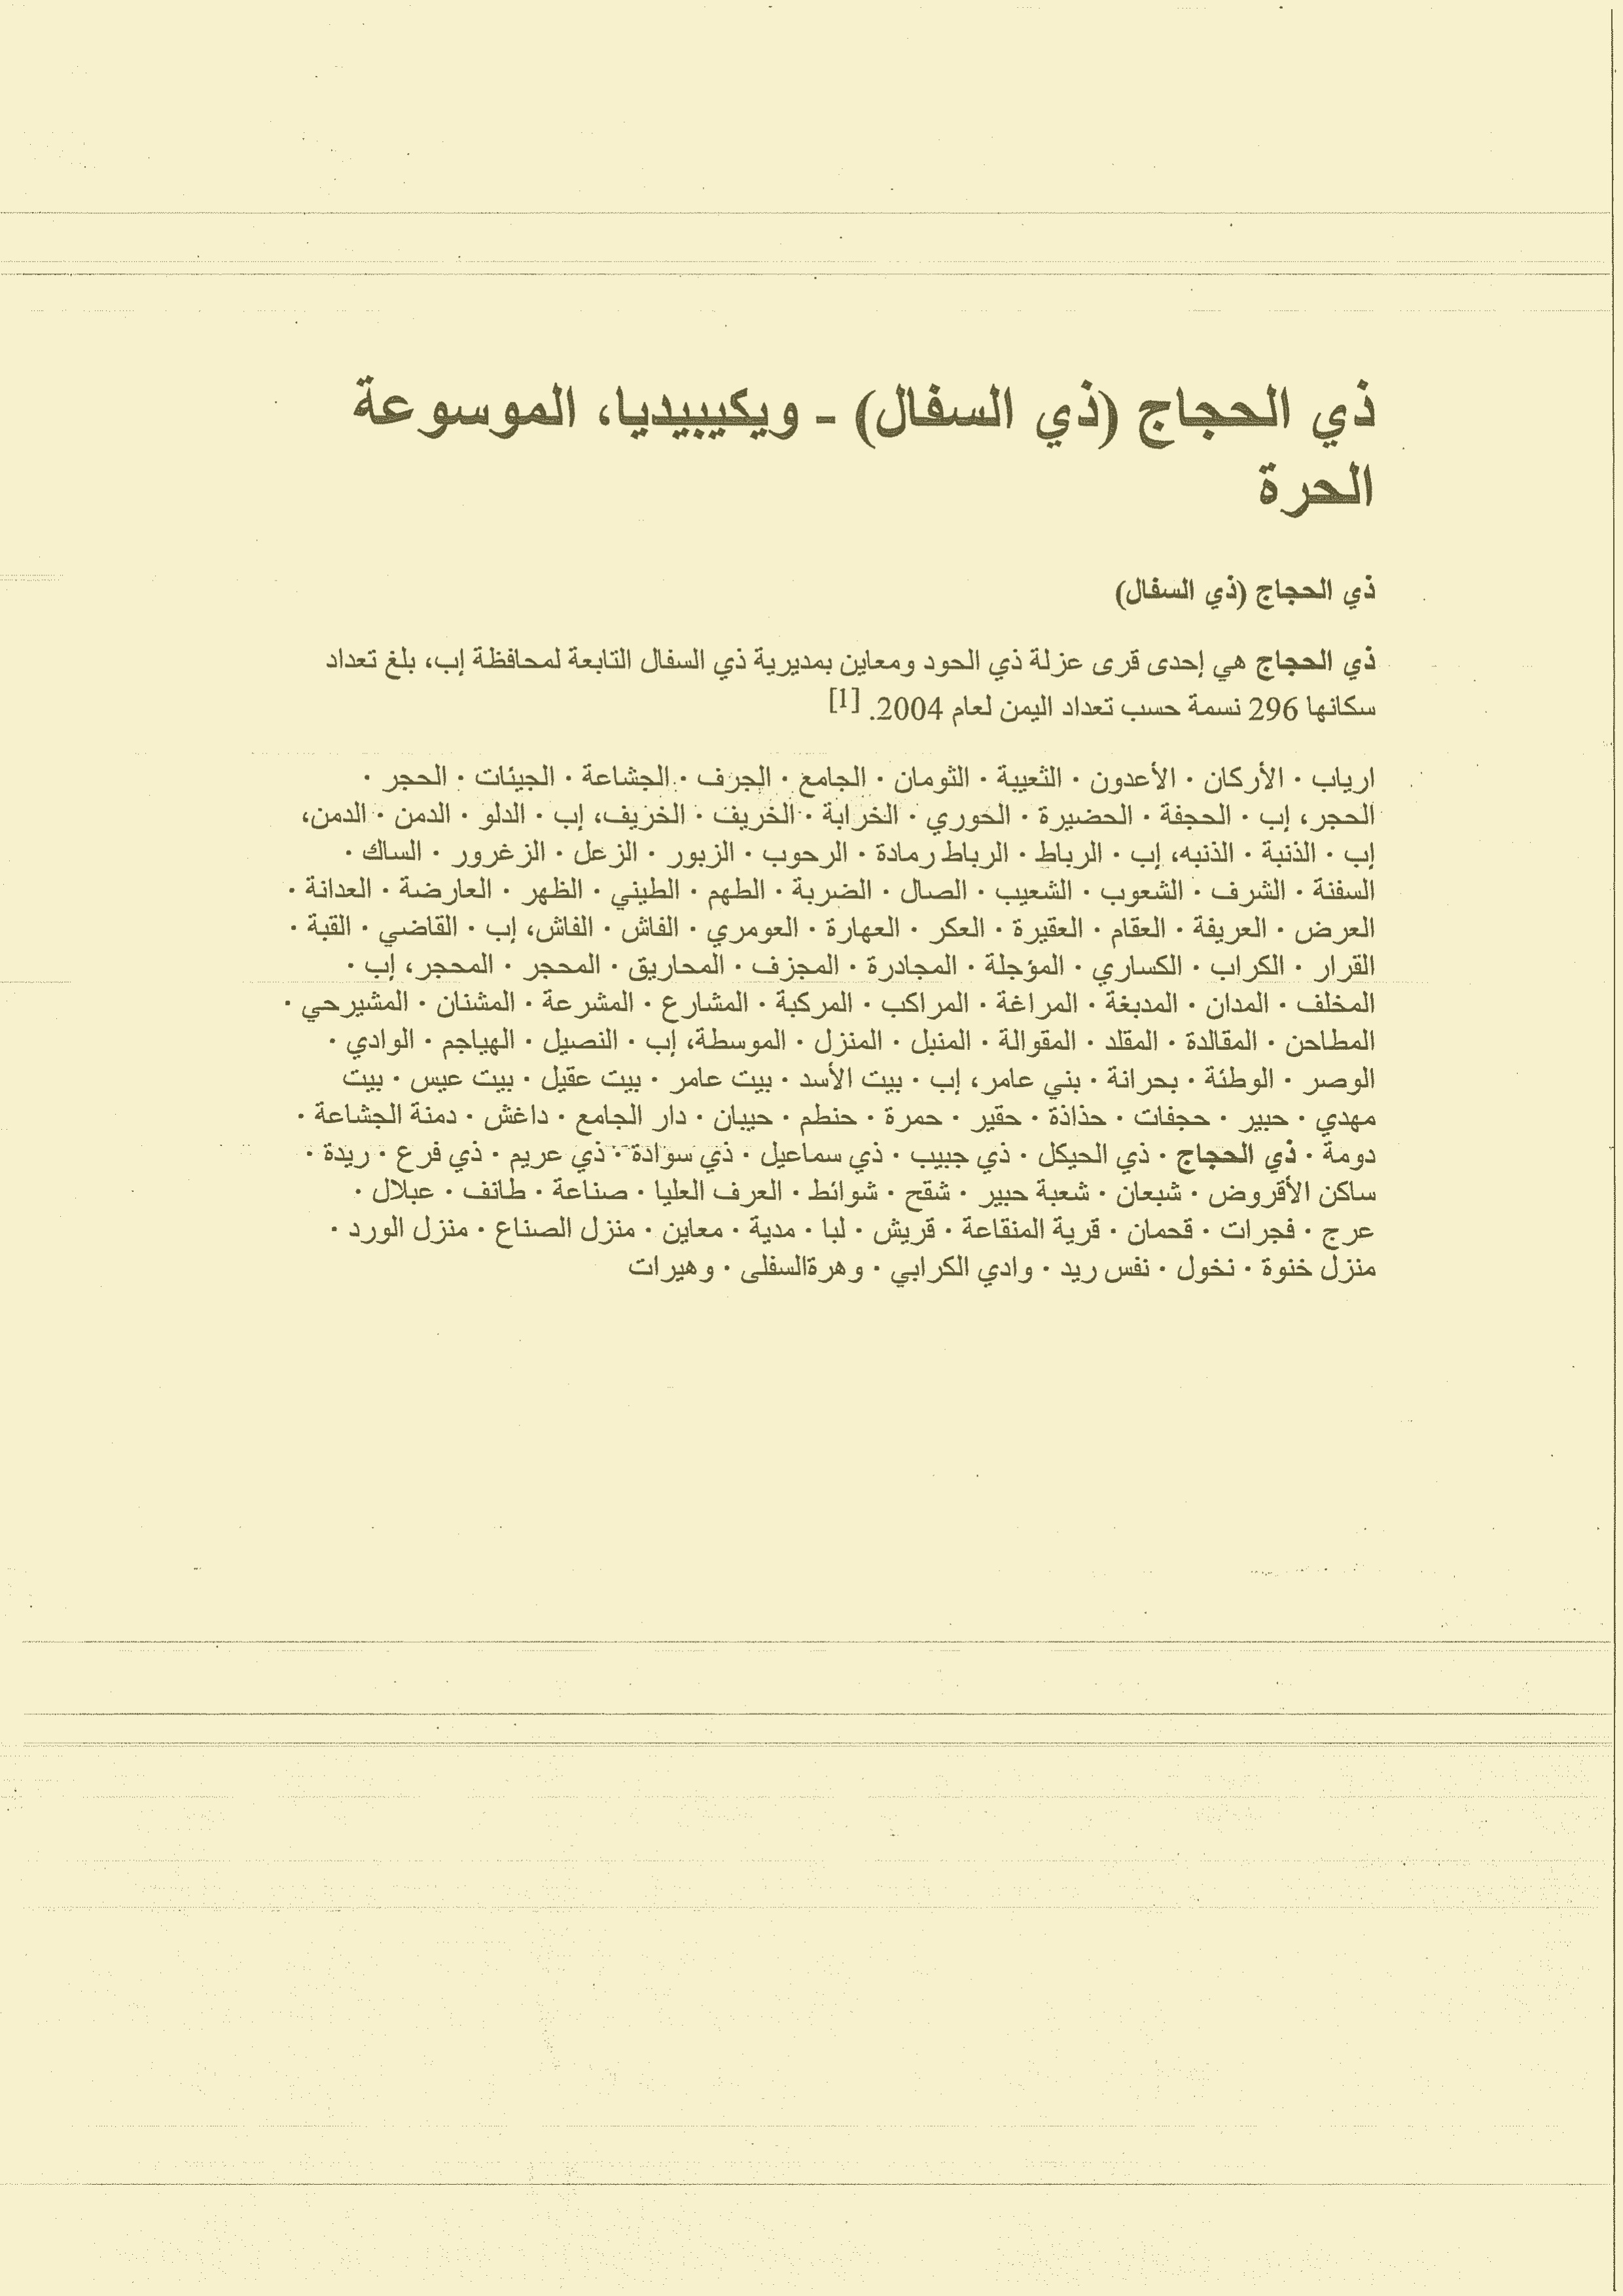 ذي الحجاج (ذي السفال) - ويكيبيديا، الموسوعة
الحرة
ذي الحجاج (ذي السفال)
ذي الحجاج هي إحدى قرى عزلة ذي الحود ومعاين بمديرية ذي السفال التابعة لمحافظة إب، بلغ تعداد
سكانها 296 نسمة حسب تعداد اليمن لعام 2004. [1]
ارياب · الأركان · الأعدون · الثعيبة · الثومان · الجامع · الجرف · الجشاعة · الجيئات · الحجر ·
الحجر، إب · الحجفة · الحضيرة · الحوري · الخرابة · الخريف · الخريف، إب · الدلو · الدمن · الدمن،
إب · الذنبة · الذنبه، إب · الرباط · الرباط رمادة · الرحوب · الزبور · الزعل · الزغرور · الساك ·
السفنة · الشرف · الشعوب · الشعيب · الصال · الضربة · الطهم · الطيني · الظهر · العارضة · العدانة ·
العرض · العريفة · العقام · العقيرة · العكر · العهارة · العومري · الفاش · الفاش، إب · القاضي · القبة ·
القرار · الكراب · الكساري · المؤجلة · المجادرة · المجزف · المحاريق · المحجر · المحجر، إب ·
المخلف · المدان · المدبغة · المراغة · المراكب · المركبة · المشارع · المشرعة · المشنان · المشيرحي ·
المطاحن · المقالدة · المقلد · المقوالة · المنبل · المنزل · الموسطة، إب · النصيل · الهياجم · الوادي ·
الوصر · الوطئة · بحرانة · بني عامر، إب · بيت الأسد · بيت عامر · بيت عقيل · بيت عيس · بيت
مهدي · حبير · حجفات · حذاذة · حقير · حمرة · حنطم · حيبان · دار الجامع · داغش · دمنة الجشاعة ·
دومة · ذي الحجاج · ذي الحيكل · ذي جبيب · ذي سماعيل · ذي سوادة · ذي عريم · ذي فرع · ريدة ·
ساكن الأقروض · شبعان · شعبة حبير · شقح · شوائط · العرف العليا · صناعة · طانف · عبلال ·
عرج · فجرات · قحمان · قرية المنقاعة · قريش · لبا · مدية · معاين · منزل الصناع · منزل الورد ·
منزل خنوة · نخول · نفس ريد · وادي الكرابي · وهرةالسفلى · وهيرات